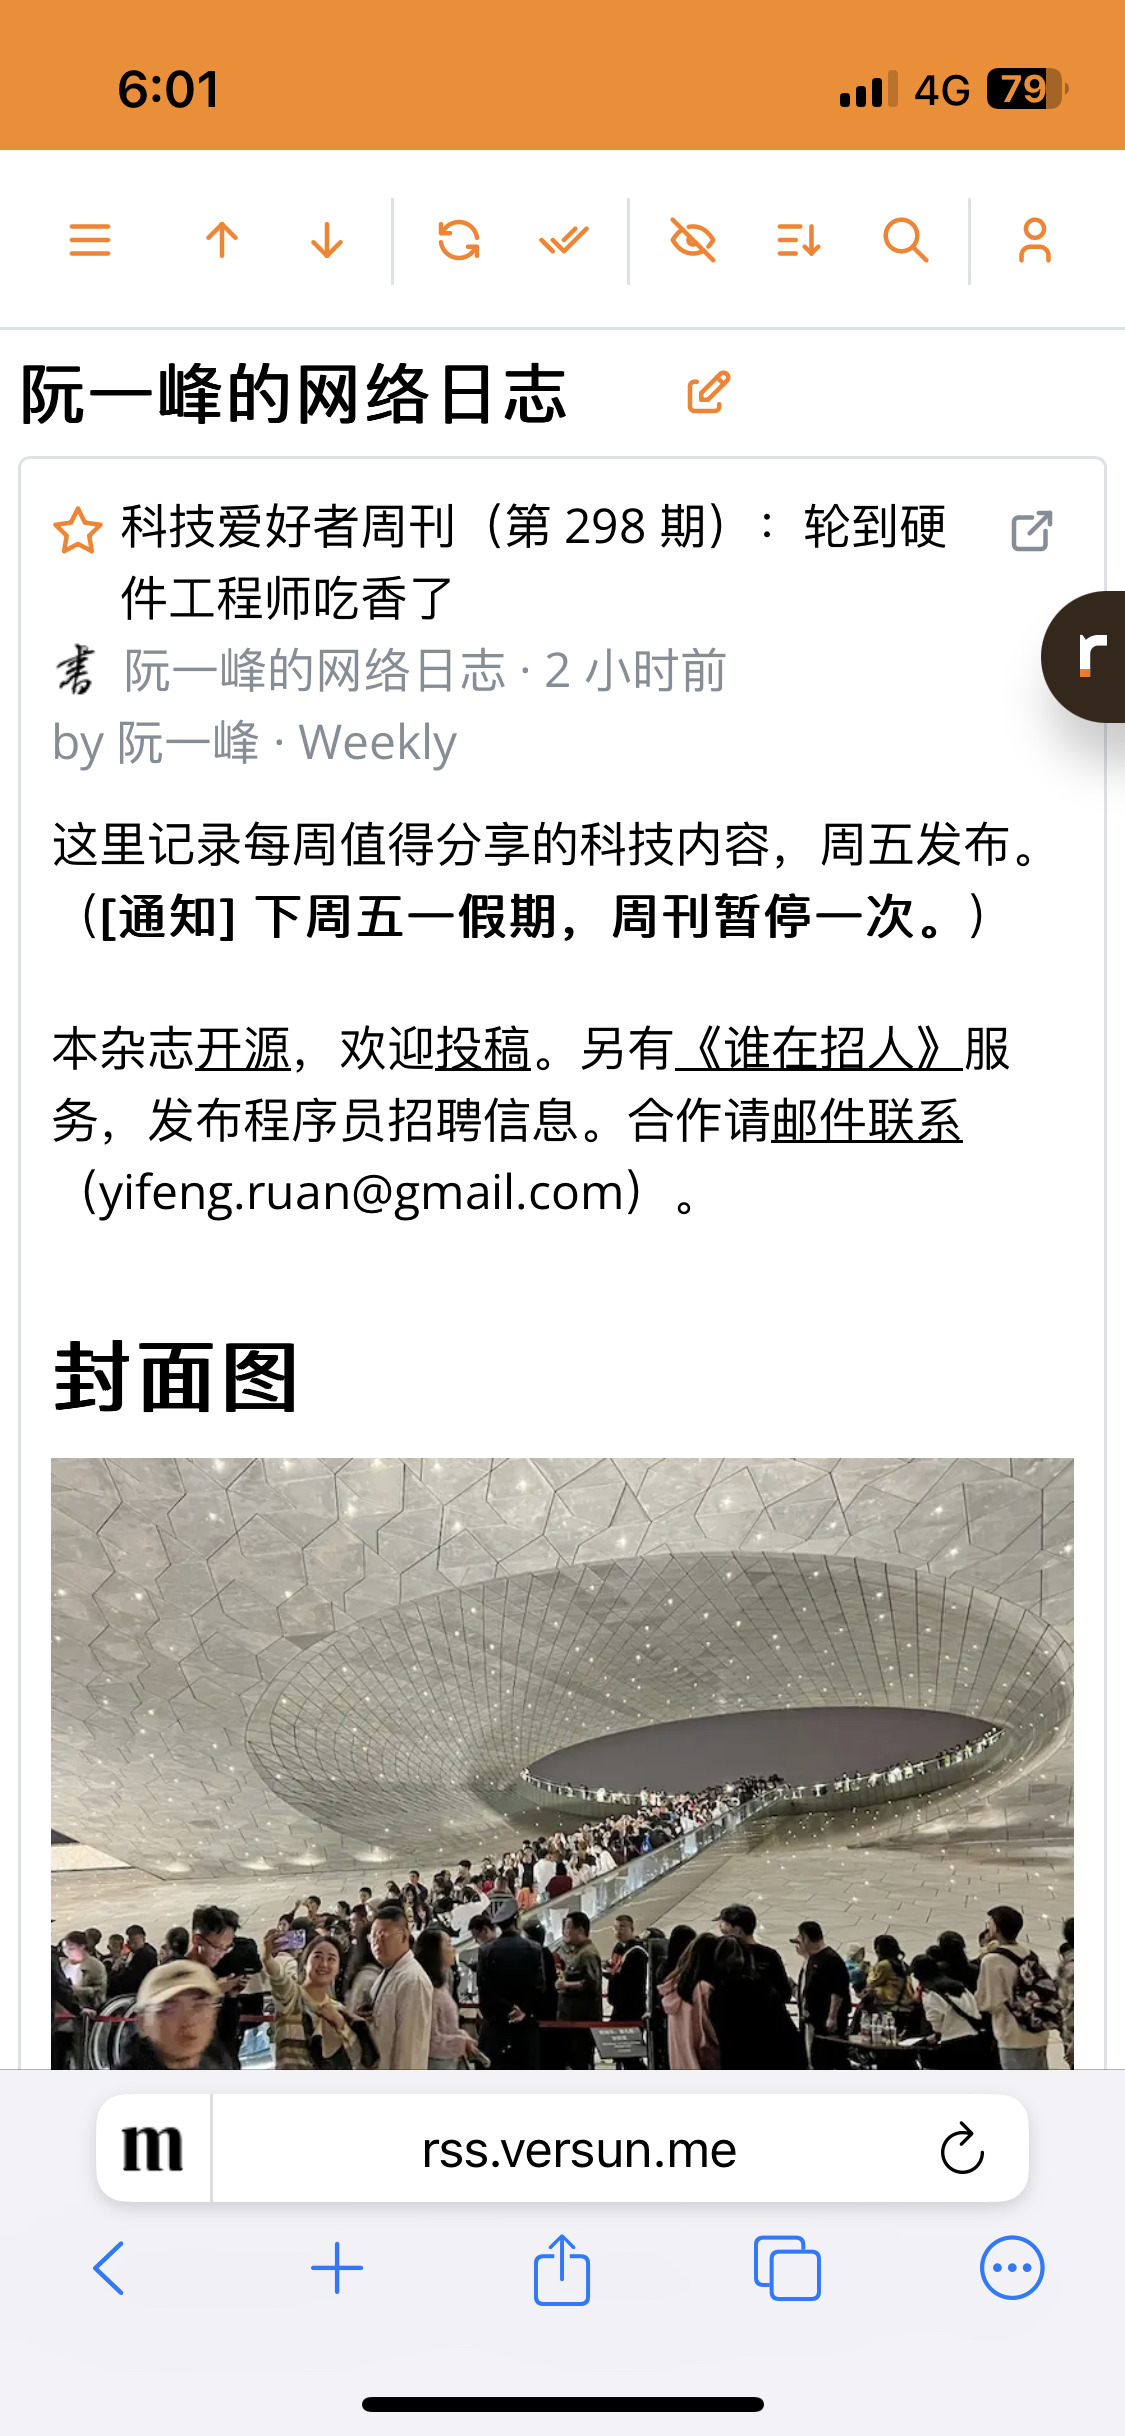 6:01
4G 79
阮一峰的网络日志
科技爱好者周刊（第 298 期）：轮到硬
件工程师吃香了
書 阮一峰的网络日志 · 2 小时前
by 阮一峰 · Weekly
r
这里记录每周值得分享的科技内容，周五发布。
（[通知] 下周五一假期，周刊暂停一次。）
本杂志开源，欢迎投稿。另有《谁在招人》服
务，发布程序员招聘信息。合作请邮件联系
（yifeng.ruan@gmail.com）。
封面图
m rss.versun.me